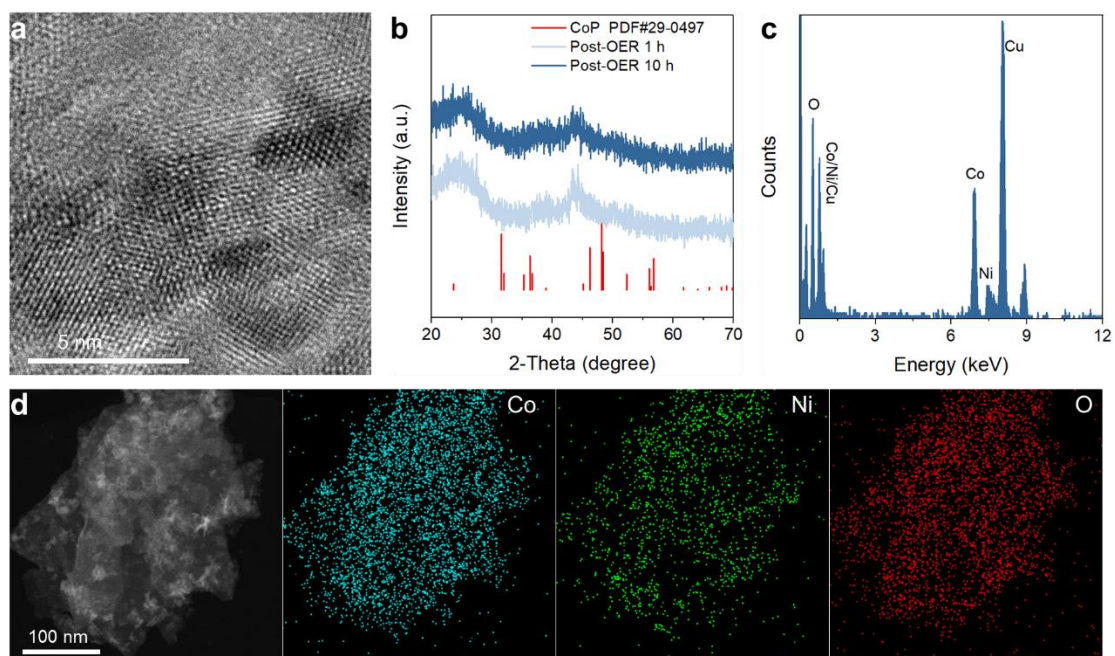 a
5 nm
b
CoP PDF#29-0497
Post-OER 1 h
Post-OER 10 h
Intensity (a.u.)
20 30 40 50 60 70
2-Theta (degree)
c
Counts
O
Co/Ni/Cu
Co
Ni
Cu
0 3 6 9 12
Energy (keV)
d
100 nm
Co
Ni
O